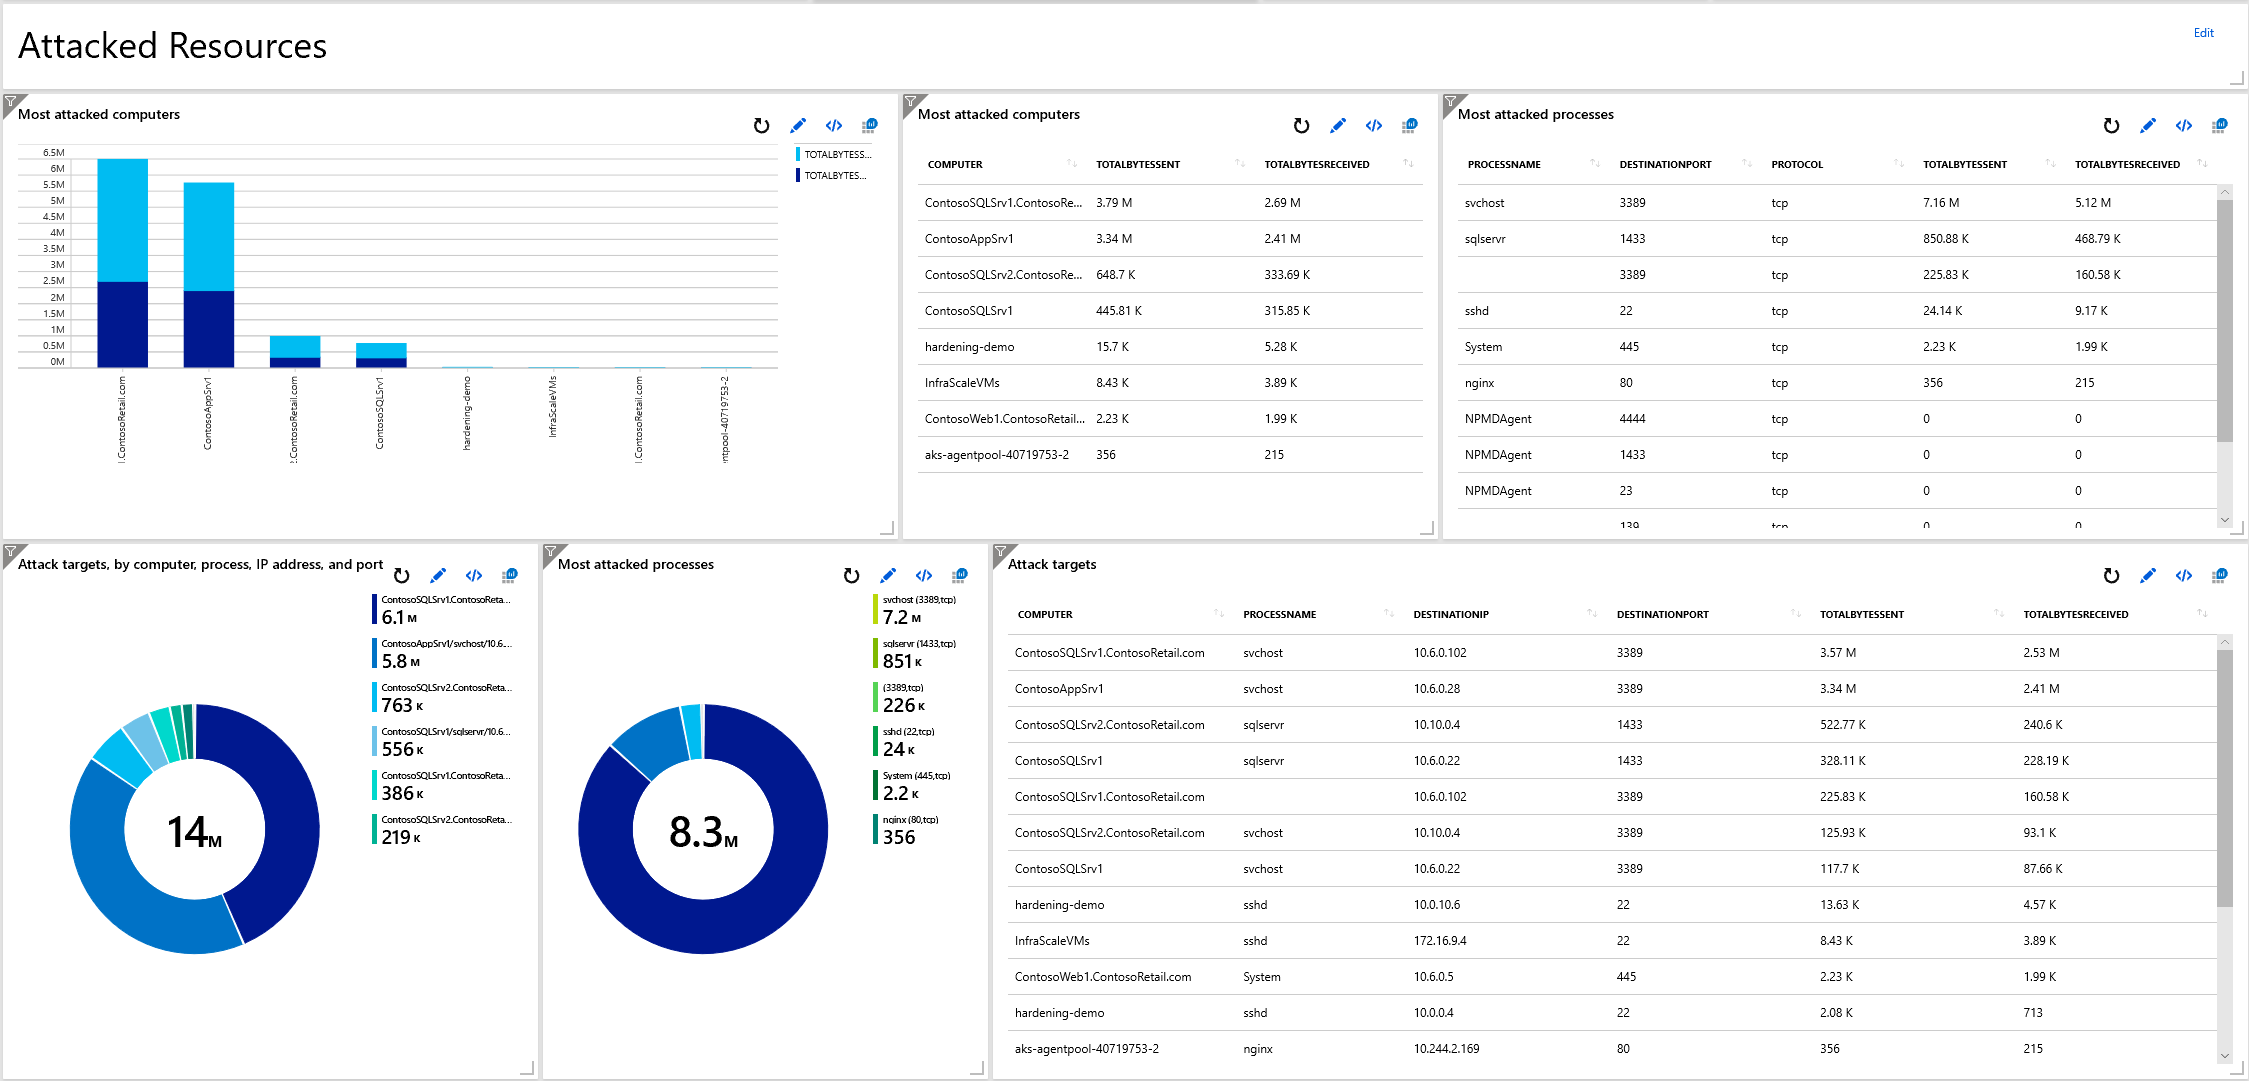 Attacked Resources
Edit
Most attacked computers
6.5M
6M
5.5M
5M
4.5M
4M
3.5M
3M
2.5M
2M
1.5M
1M
0.5M
0M
TOTALBYTESS...
TOTALBYTES...
l.ContosoRetail.com
ContosoAppSrv1
2.ContosoRetail.com
ContosoSQLSrv1
hardening-demo
InfraScaleVMs
l.ContosoRetail.com
entpool-40719753-2
Most attacked computers
COMPUTER TOTALBYTESSENT TOTALBYTESRECEIVED
ContosoSQLSrv1.ContosoRe... 3.79 M 2.69 M
ContosoAppSrv1 3.34 M 2.41 M
ContosoSQLSrv2.ContosoRe... 648.7 K 333.69 K
ContosoSQLSrv1 445.81 K 315.85 K
hardening-demo 15.7 K 5.28 K
InfraScaleVMs 8.43 K 3.89 K
ContosoWeb1.ContosoRetail... 2.23 K 1.99 K
aks-agentpool-40719753-2 356 215
Most attacked processes
PROCESSNAME DESTINATIONPORT PROTOCOL TOTALBYTESSENT TOTALBYTESRECEIVED
svchost 3389 tcp 7.16 M 5.12 M
sqlservr 1433 tcp 850.88 K 468.79 K
3389 tcp 225.83 K 160.58 K
sshd 22 tcp 24.14 K 9.17 K
System 445 tcp 2.23 K 1.99 K
nginx 80 tcp 356 215
NPMDAgent 4444 tcp 0 0
NPMDAgent 1433 tcp 0 0
NPMDAgent 23 tcp 0 0
139 tcp 0 0
Attack targets, by computer, process, IP address, and port
ContosoSQLSrv1.ContosoReta...
6.1 M
ContosoAppSrv1/svchost/10.6....
5.8 M
ContosoSQLSrv2.ContosoReta...
763 K
ContosoSQLSrv1/sqlservr/10.6...
556 K
ContosoSQLSrv1.ContosoReta...
386 K
ContosoSQLSrv2.ContosoReta...
219 K
14M
Most attacked processes
svchost (3389,tcp)
7.2 M
sqlservr (1433,tcp)
851 K
(3389,tcp)
226 K
sshd (22,tcp)
24 K
System (445,tcp)
2.2 K
nginx (80,tcp)
356
8.3M
Attack targets
COMPUTER PROCESSNAME DESTINATIONIP DESTINATIONPORT TOTALBYTESSENT TOTALBYTESRECEIVED
ContosoSQLSrv1.ContosoRetail.com svchost 10.6.0.102 3389 3.57 M 2.53 M
ContosoAppSrv1 svchost 10.6.0.28 3389 3.34 M 2.41 M
ContosoSQLSrv2.ContosoRetail.com sqlservr 10.10.0.4 1433 522.77 K 240.6 K
ContosoSQLSrv1 sqlservr 10.6.0.22 1433 328.11 K 228.19 K
ContosoSQLSrv1.ContosoRetail.com 10.6.0.102 3389 225.83 K 160.58 K
ContosoSQLSrv2.ContosoRetail.com svchost 10.10.0.4 3389 125.93 K 93.1 K
ContosoSQLSrv1 svchost 10.6.0.22 3389 117.7 K 87.66 K
hardening-demo sshd 10.0.10.6 22 13.63 K 4.57 K
InfraScaleVMs sshd 172.16.9.4 22 8.43 K 3.89 K
ContosoWeb1.ContosoRetail.com System 10.6.0.5 445 2.23 K 1.99 K
hardening-demo sshd 10.0.0.4 22 2.08 K 713
aks-agentpool-40719753-2 nginx 10.244.2.169 80 356 215